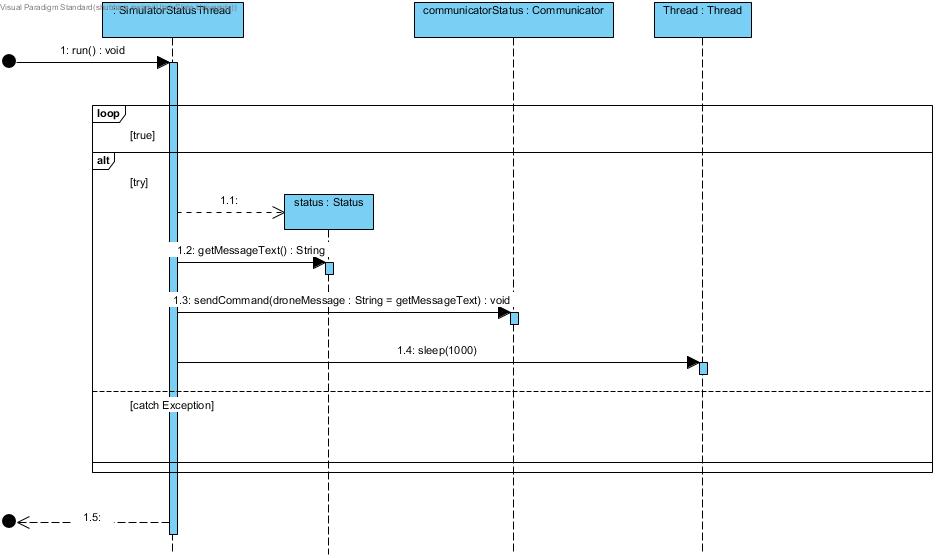 Visual Paradigm Standard
: SimulatorStatusThread
communicatorStatus : Communicator
Thread : Thread
1: run() : void
loop
[true]
alt
[try]
1.1:
status : Status
1.2: getMessageText() : String
1.3: sendCommand(droneMessage : String = getMessageText) : void
1.4: sleep(1000)
[catch Exception]
1.5: